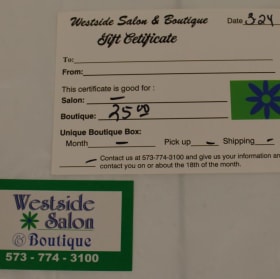 Westside Salon & Boutique
Gift Cetificate
Date 3 24
To:
From:
This certificate is good for :
Salon: –
Boutique: 25 00
Unique Boutique Box:
Month – Pick up – Shipping –
– Contact us at 573-774-3100 and give us your information and
contact you on or about the 18th of the month.
Westside
Salon
& Boutique
573 - 774 - 3100